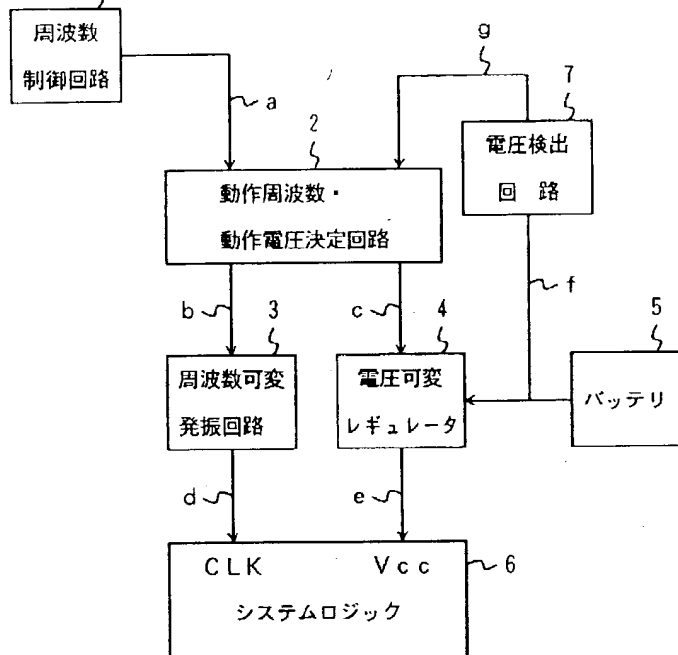 周波数
制御回路
a
g
7
2
電圧検出
回路
動作周波数・
動作電圧決定回路
f
b
3
c
4
5
周波数可変
発振回路
電圧可変
レギュレータ
バッテリ
d
e
CLK
Vcc
6
システムロジック